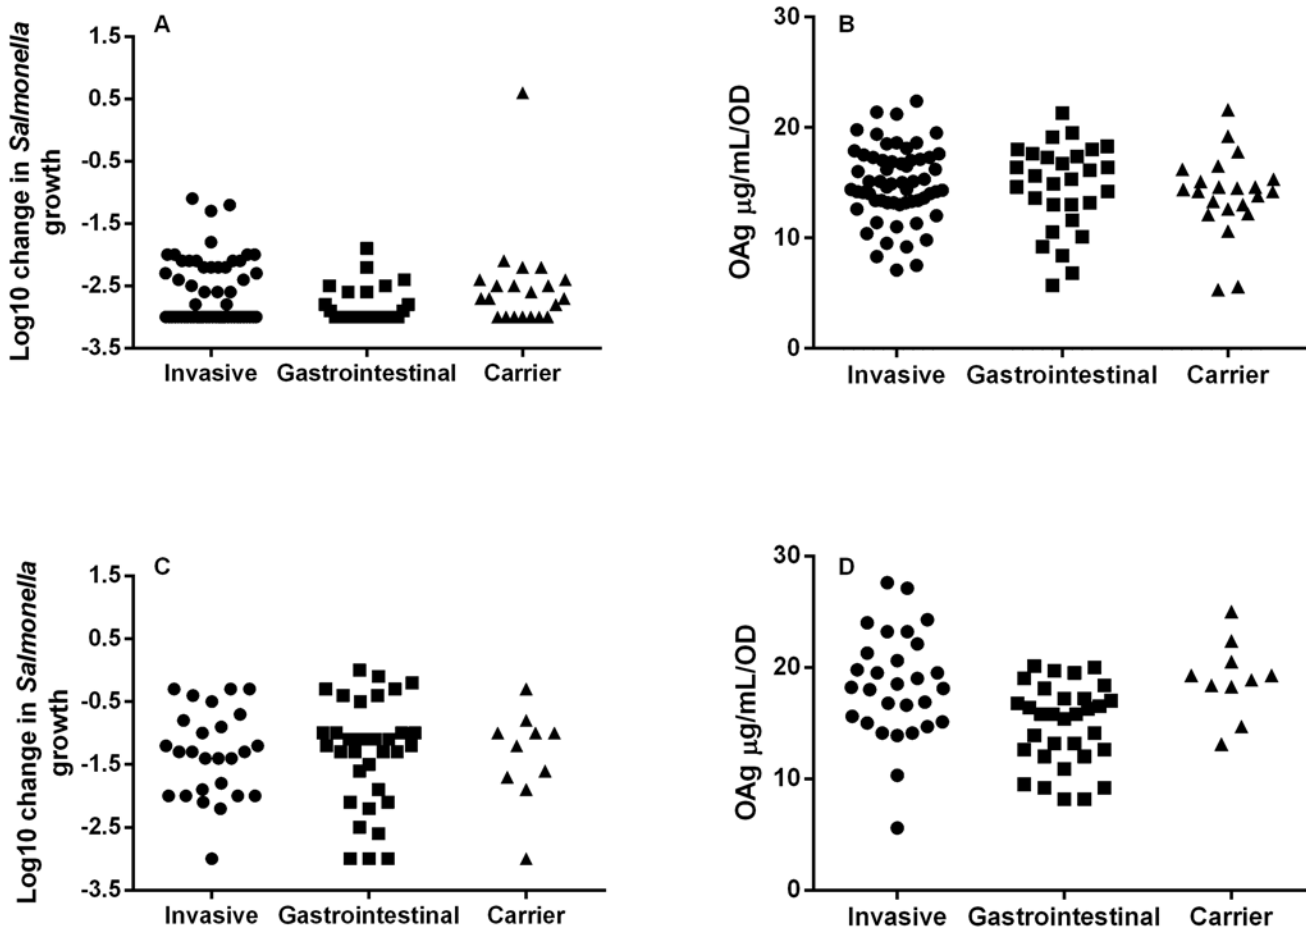 A
Log10 change in Salmonella
growth
1.5
0.5
-0.5
-1.5
-2.5
-3.5
Invasive Gastrointestinal Carrier
B
OAg µg/mL/OD
30
20
10
0
Invasive Gastrointestinal Carrier
C
Log10 change in Salmonella
growth
1.5
0.5
-0.5
-1.5
-2.5
-3.5
Invasive Gastrointestinal Carrier
D
OAg µg/mL/OD
30
20
10
0
Invasive Gastrointestinal Carrier